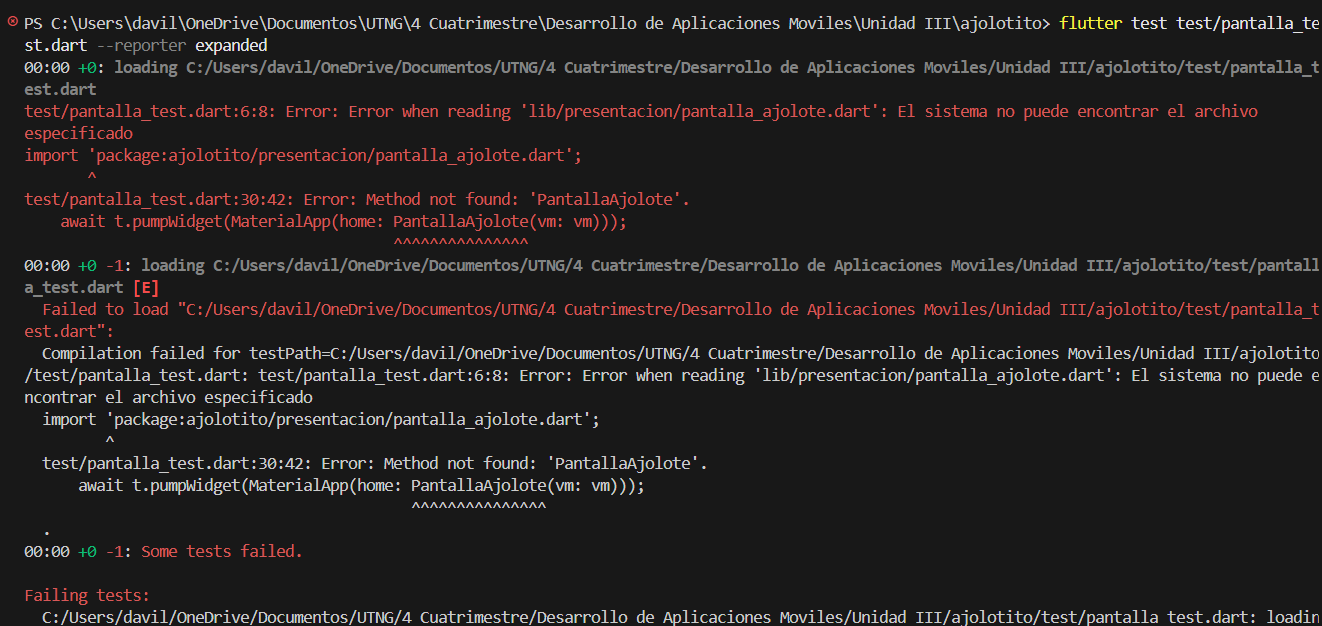 PS C:\Users\davil\OneDrive\Documentos\UTNG\4 Cuatrimestre\Desarrollo de Aplicaciones Moviles\Unidad III\ajolotito> flutter test test/pantalla_te
st.dart --reporter expanded
00:00 +0: loading C:/Users/davil/OneDrive/Documentos/UTNG/4 Cuatrimestre/Desarrollo de Aplicaciones Moviles/Unidad III/ajolotito/test/pantalla_t
est.dart
test/pantalla_test.dart:6:8: Error: Error when reading 'lib/presentacion/pantalla_ajolote.dart': El sistema no puede encontrar el archivo
especificado
import 'package:ajolotito/presentacion/pantalla_ajolote.dart';
^
test/pantalla_test.dart:30:42: Error: Method not found: 'PantallaAjolote'.
await t.pumpWidget(MaterialApp(home: PantallaAjolote(vm: vm)));
^^^^^^^^^^^^^^^
00:00 +0 -1: loading C:/Users/davil/OneDrive/Documentos/UTNG/4 Cuatrimestre/Desarrollo de Aplicaciones Moviles/Unidad III/ajolotito/test/pantall
a_test.dart [E]
Failed to load "C:/Users/davil/OneDrive/Documentos/UTNG/4 Cuatrimestre/Desarrollo de Aplicaciones Moviles/Unidad III/ajolotito/test/pantalla_t
est.dart":
Compilation failed for testPath=C:/Users/davil/OneDrive/Documentos/UTNG/4 Cuatrimestre/Desarrollo de Aplicaciones Moviles/Unidad III/ajolotito
/test/pantalla_test.dart: test/pantalla_test.dart:6:8: Error: Error when reading 'lib/presentacion/pantalla_ajolote.dart': El sistema no puede e
ncontrar el archivo especificado
import 'package:ajolotito/presentacion/pantalla_ajolote.dart';
^
test/pantalla_test.dart:30:42: Error: Method not found: 'PantallaAjolote'.
await t.pumpWidget(MaterialApp(home: PantallaAjolote(vm: vm)));
^^^^^^^^^^^^^^^
.
00:00 +0 -1: Some tests failed.
Failing tests:
C:/Users/davil/OneDrive/Documentos/UTNG/4 Cuatrimestre/Desarrollo de Aplicaciones Moviles/Unidad III/ajolotito/test/pantalla_test.dart: loadin